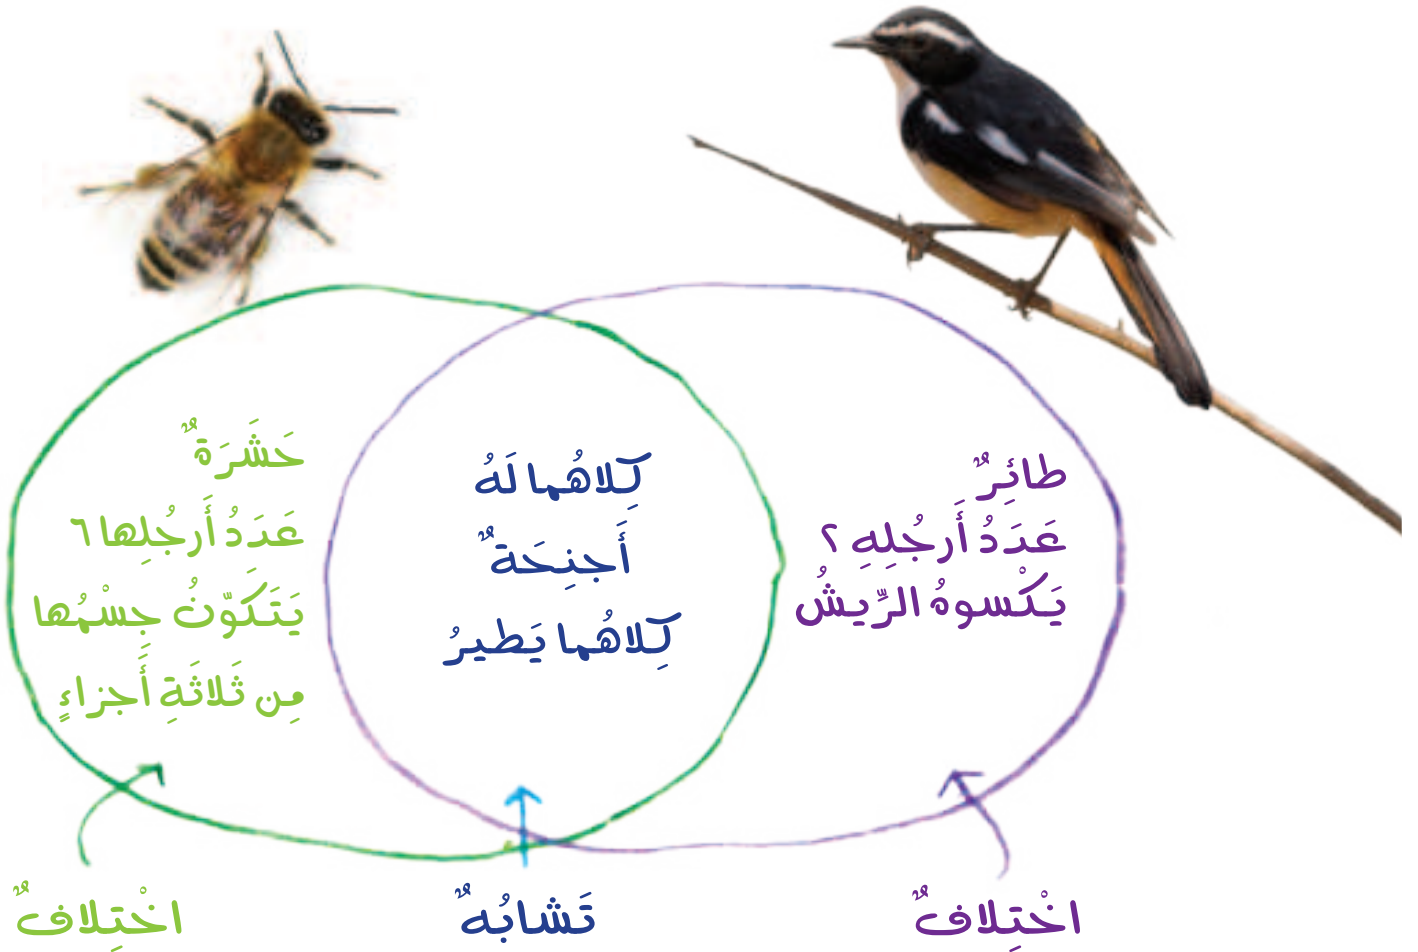 طائِرٌ
عَدَدُ أَرجُلِهِ ٢
يَكْسوهُ الرِّيشُ
كِلاهُما لَهُ
أَجنِحَةٌ
كِلاهُما يَطيرُ
حَشَرَةٌ
عَدَدُ أَرجُلِها ٦
يَتَكَوّنُ جِسْمُها
مِن ثَلاثَةِ أَجزاءٍ
اخْتِلافٌ
تَشابُهٌ
اخْتِلافٌ